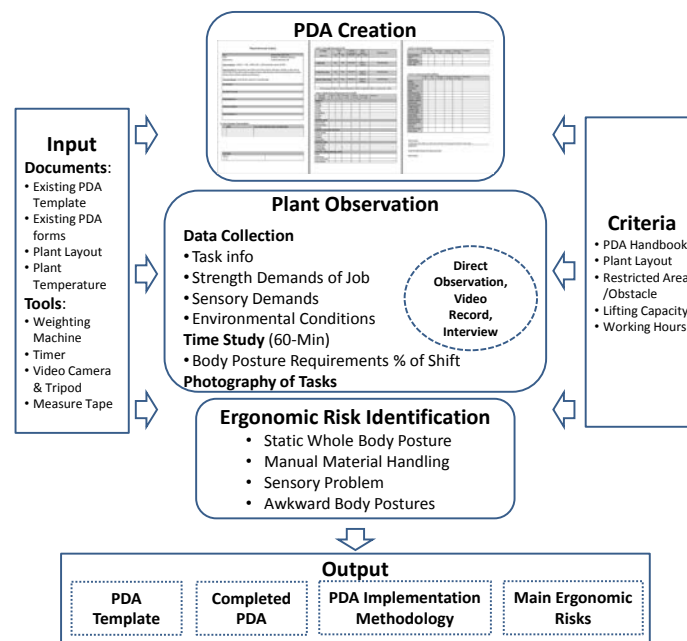 PDA Creation
Input
Documents:
• Existing PDA
Template
• Existing PDA
forms
• Plant Layout
• Plant
Temperature
Tools:
• Weighting
Machine
• Timer
• Video Camera
& Tripod
• Measure Tape
Plant Observation
Data Collection
• Task info
• Strength Demands of Job
• Sensory Demands
• Environmental Conditions
Time Study (60-Min)
• Body Posture Requirements % of Shift
Photography of Tasks
Direct
Observation,
Video
Record,
Interview
Criteria
• PDA Handbook
• Plant Layout
• Restricted Area
/Obstacle
• Lifting Capacity
• Working Hours
Ergonomic Risk Identification
• Static Whole Body Posture
• Manual Material Handling
• Sensory Problem
• Awkward Body Postures
Output
PDA
Template
Completed
PDA
PDA Implementation
Methodology
Main Ergonomic
Risks